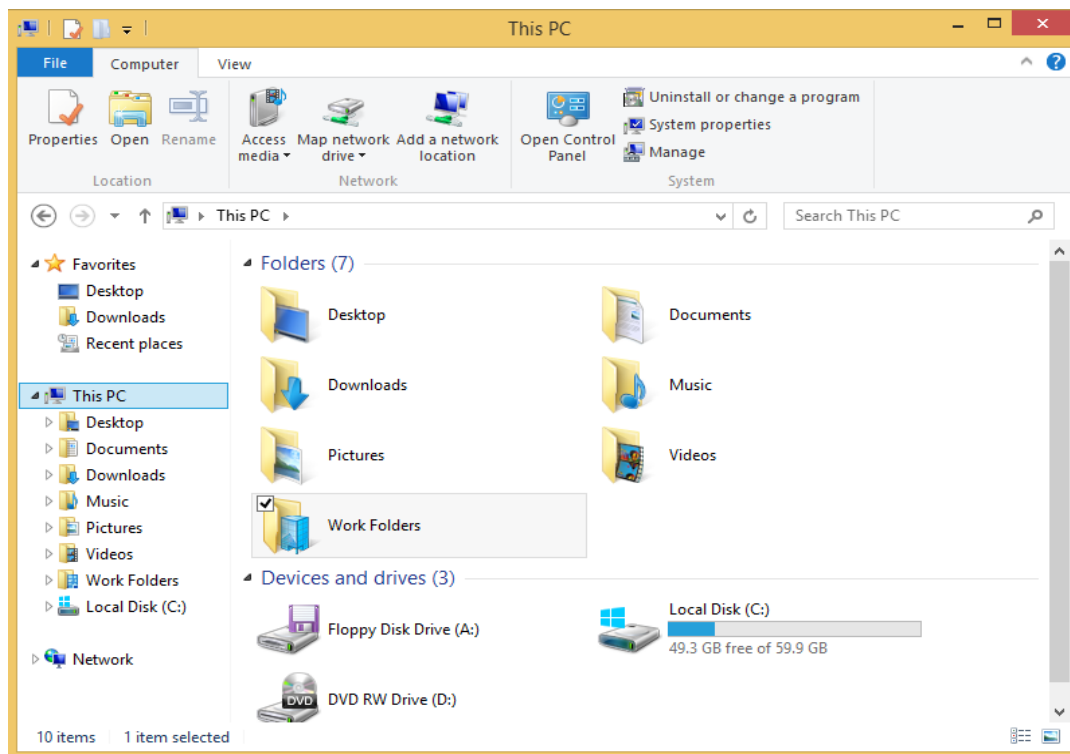 This PC
File Computer View
Properties Open Rename
Access media Map network drive Add a network location
Open Control Panel
Uninstall or change a program
System properties
Manage
Location Network System
This PC
Search This PC
Favorites
Desktop
Downloads
Recent places
This PC
Desktop
Documents
Downloads
Music
Pictures
Videos
Work Folders
Local Disk (C:)
Network
Folders (7)
Desktop
Documents
Downloads
Music
Pictures
Videos
Work Folders
Devices and drives (3)
Floppy Disk Drive (A:)
Local Disk (C:)
49.3 GB free of 59.9 GB
DVD
DVD RW Drive (D:)
10 items 1 item selected